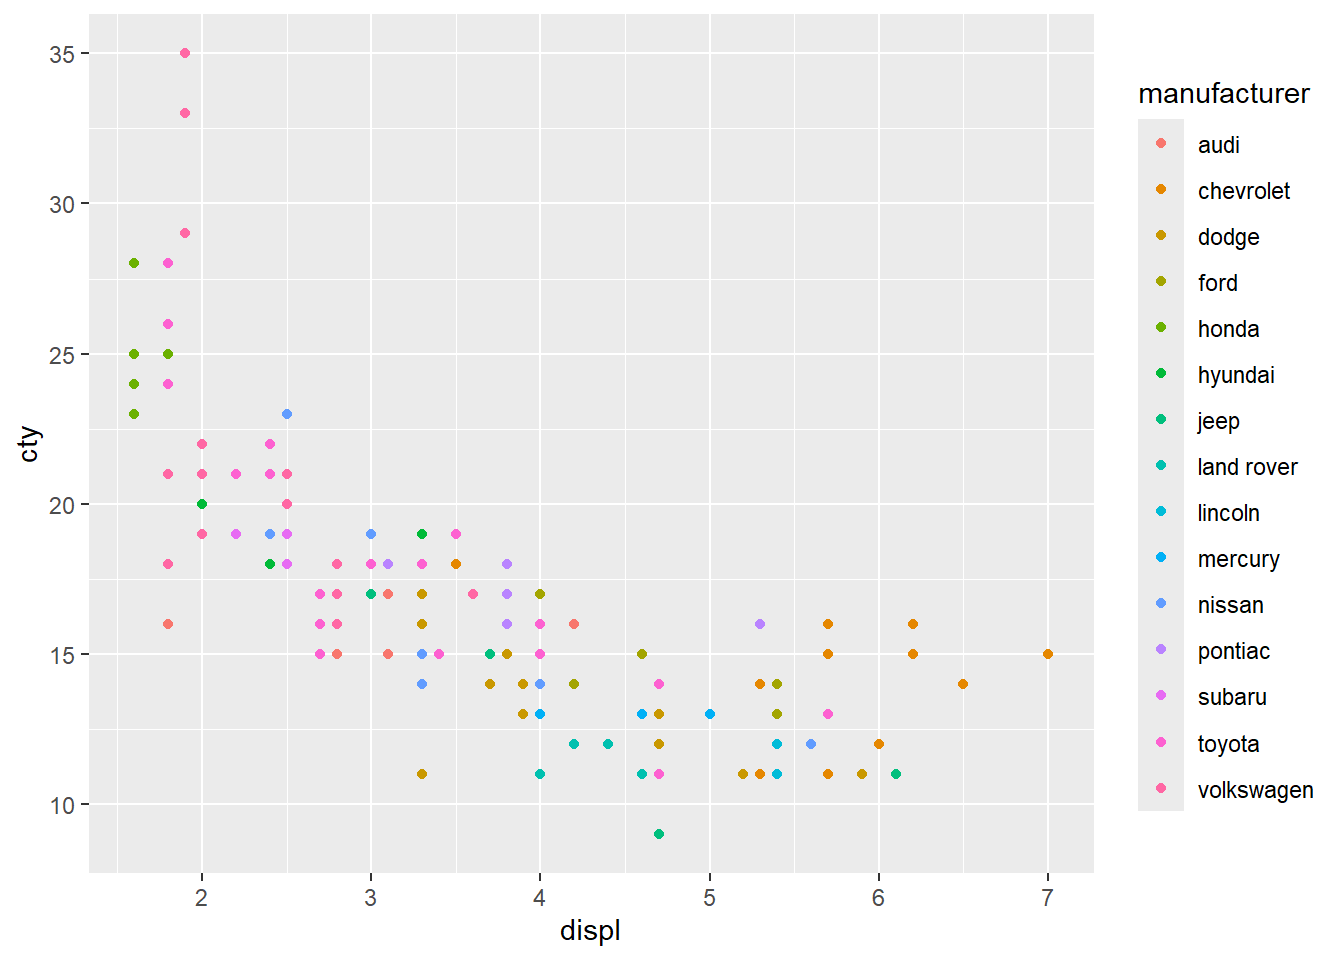 35
30
25
20
15
10
cty
2 3 4 5 6 7
displ
manufacturer
audi
chevrolet
dodge
ford
honda
hyundai
jeep
land rover
lincoln
mercury
nissan
pontiac
subaru
toyota
volkswagen